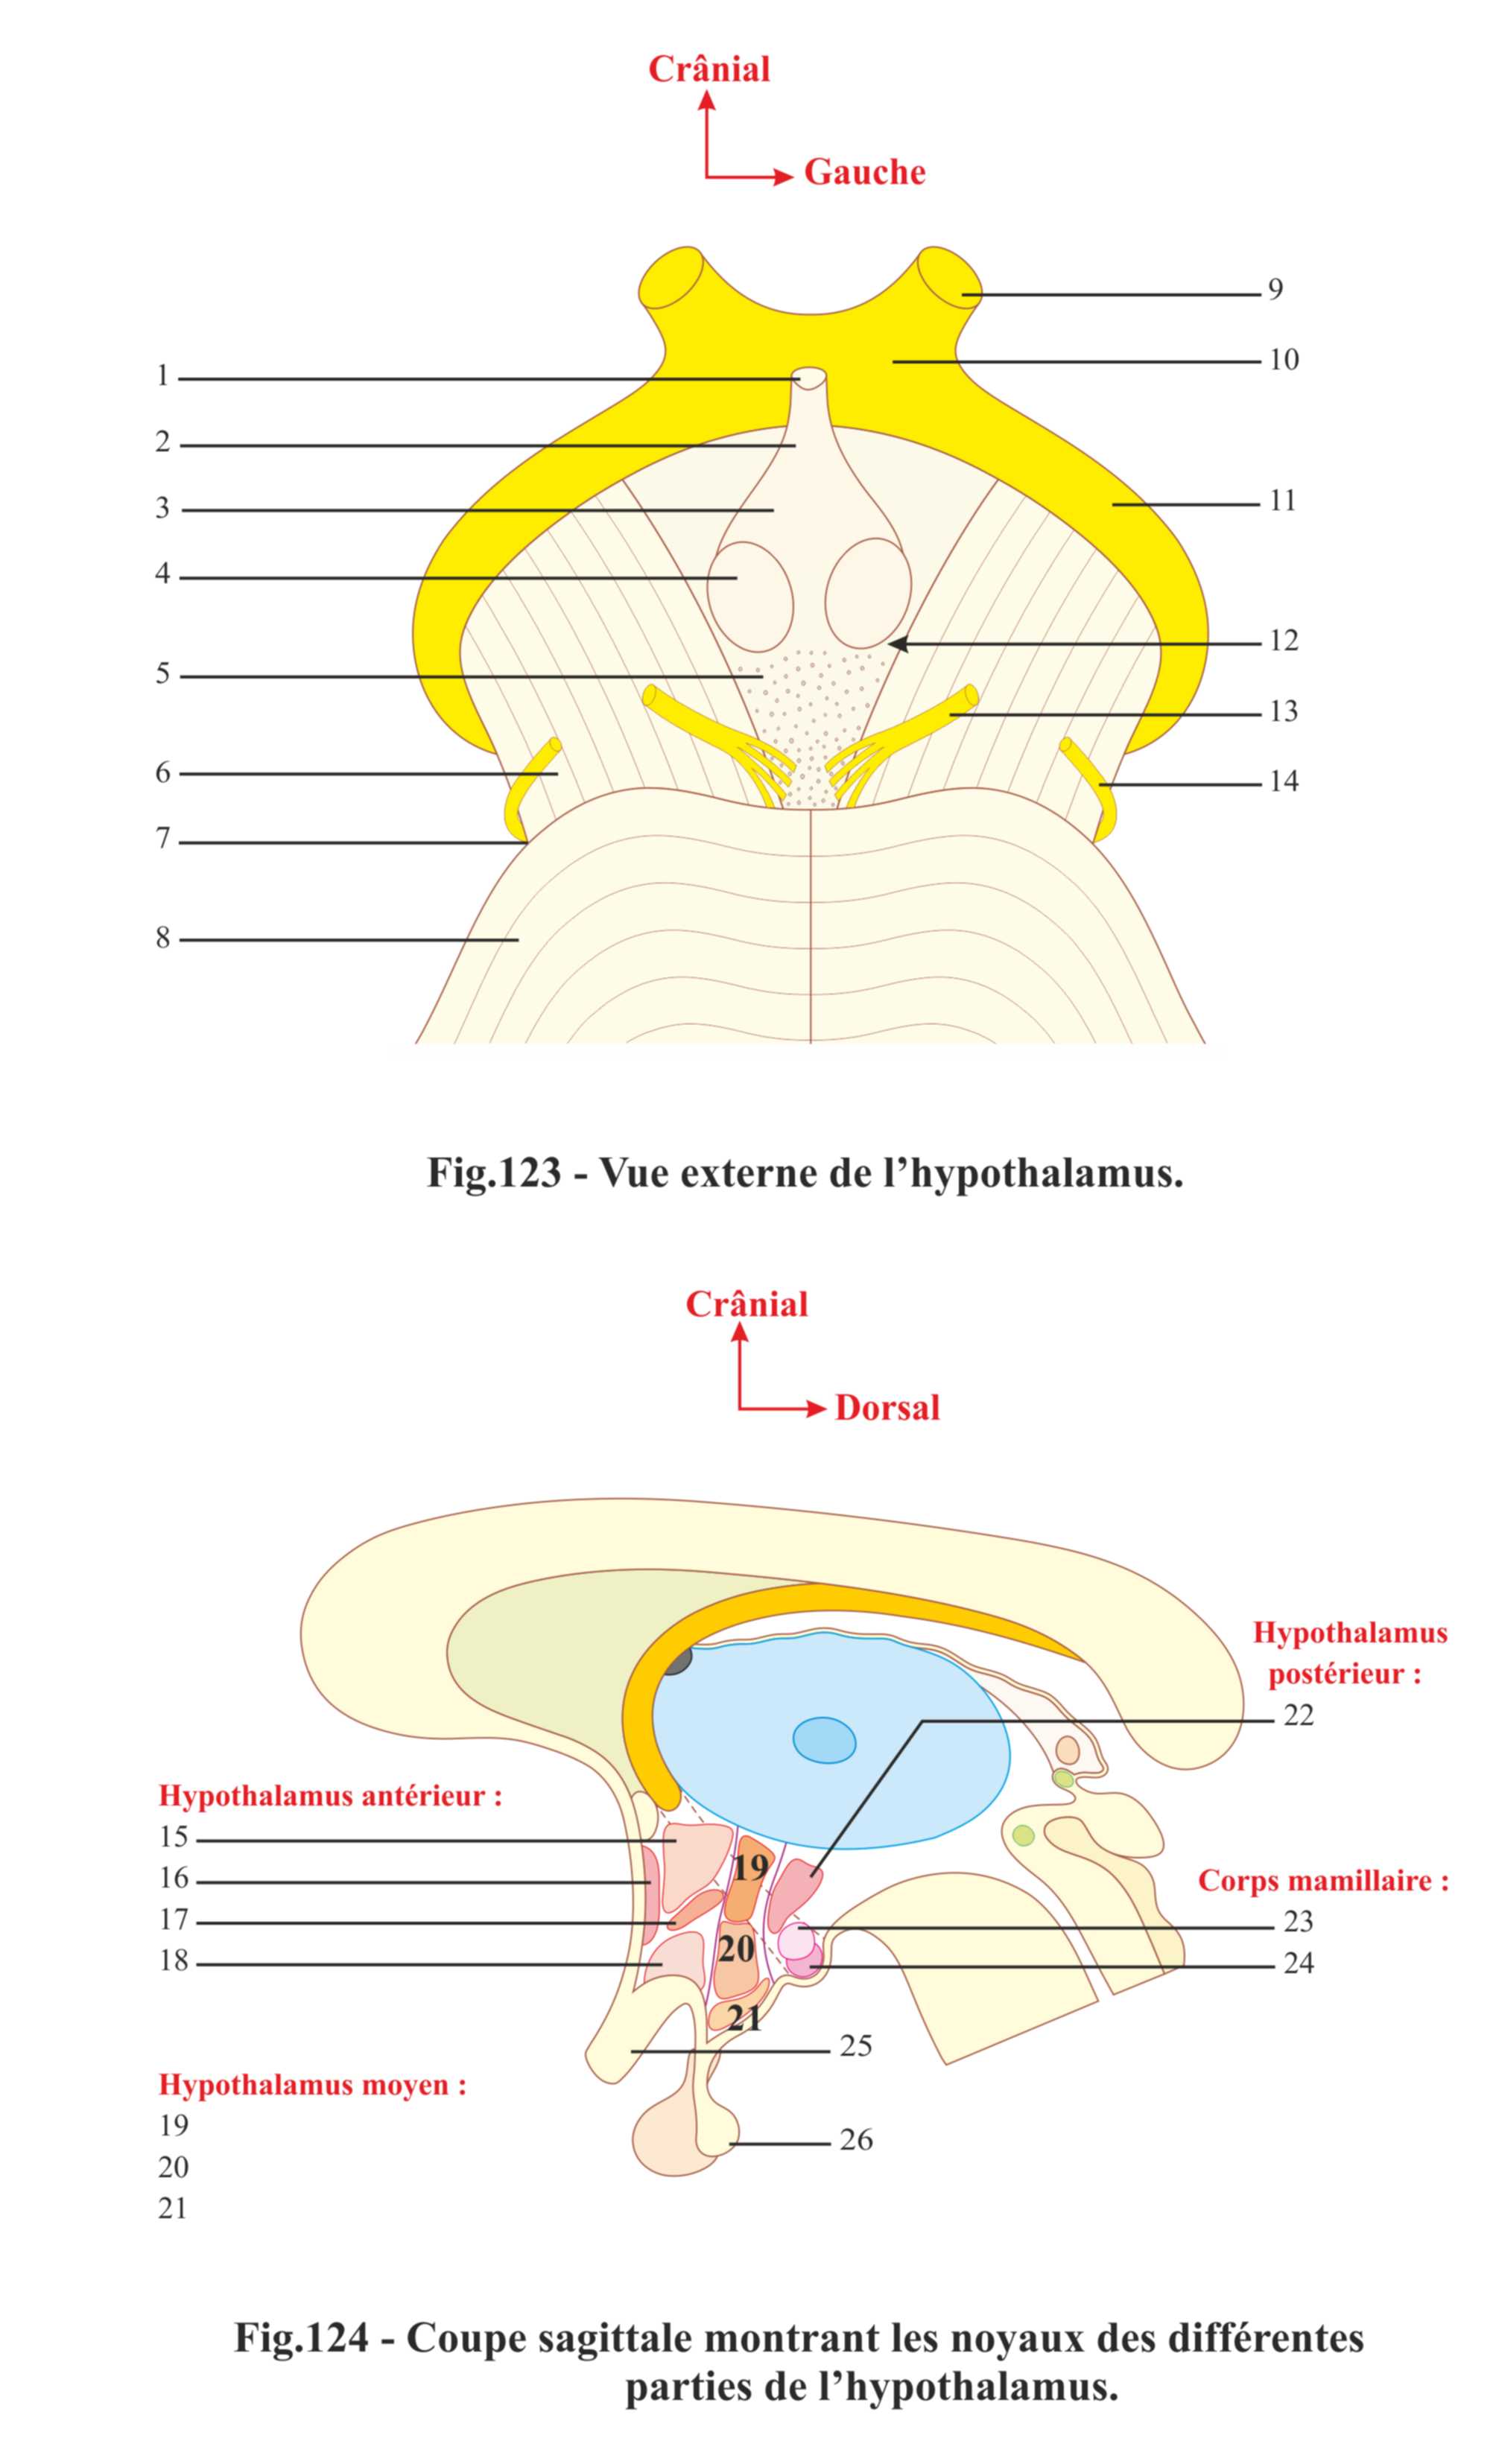 Crânial
Gauche
1
2
3
4
5
6
7
8
9
10
11
12
13
14
Fig.123 - Vue externe de l’hypothalamus.
Crânial
Dorsal
Hypothalamus antérieur :
15
16
17
18
19
20
21
Hypothalamus moyen :
19
20
21
Hypothalamus
postérieur :
22
Corps mamillaire :
23
24
25
26
Fig.124 - Coupe sagittale montrant les noyaux des différentes
parties de l’hypothalamus.